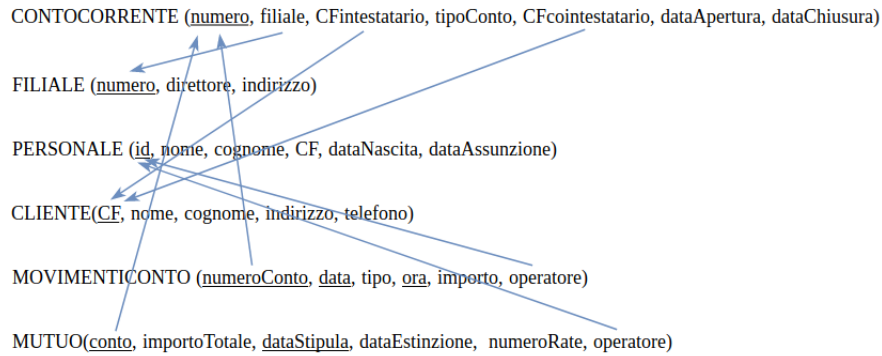 CONTOCORRENTE (numero, filiale, CFintestatario, tipoConto, CFcointestatario, dataApertura, dataChiusura)
FILIALE (numero, direttore, indirizzo)
PERSONALE (id, nome, cognome, CF, dataNascita, dataAssunzione)
CLIENTE(CF, nome, cognome, indirizzo, telefono)
MOVIMENTICONTO (numeroConto, data, tipo, ora, importo, operatore)
MUTUO(conto, importoTotale, dataStipula, dataEstinzione, numeroRate, operatore)